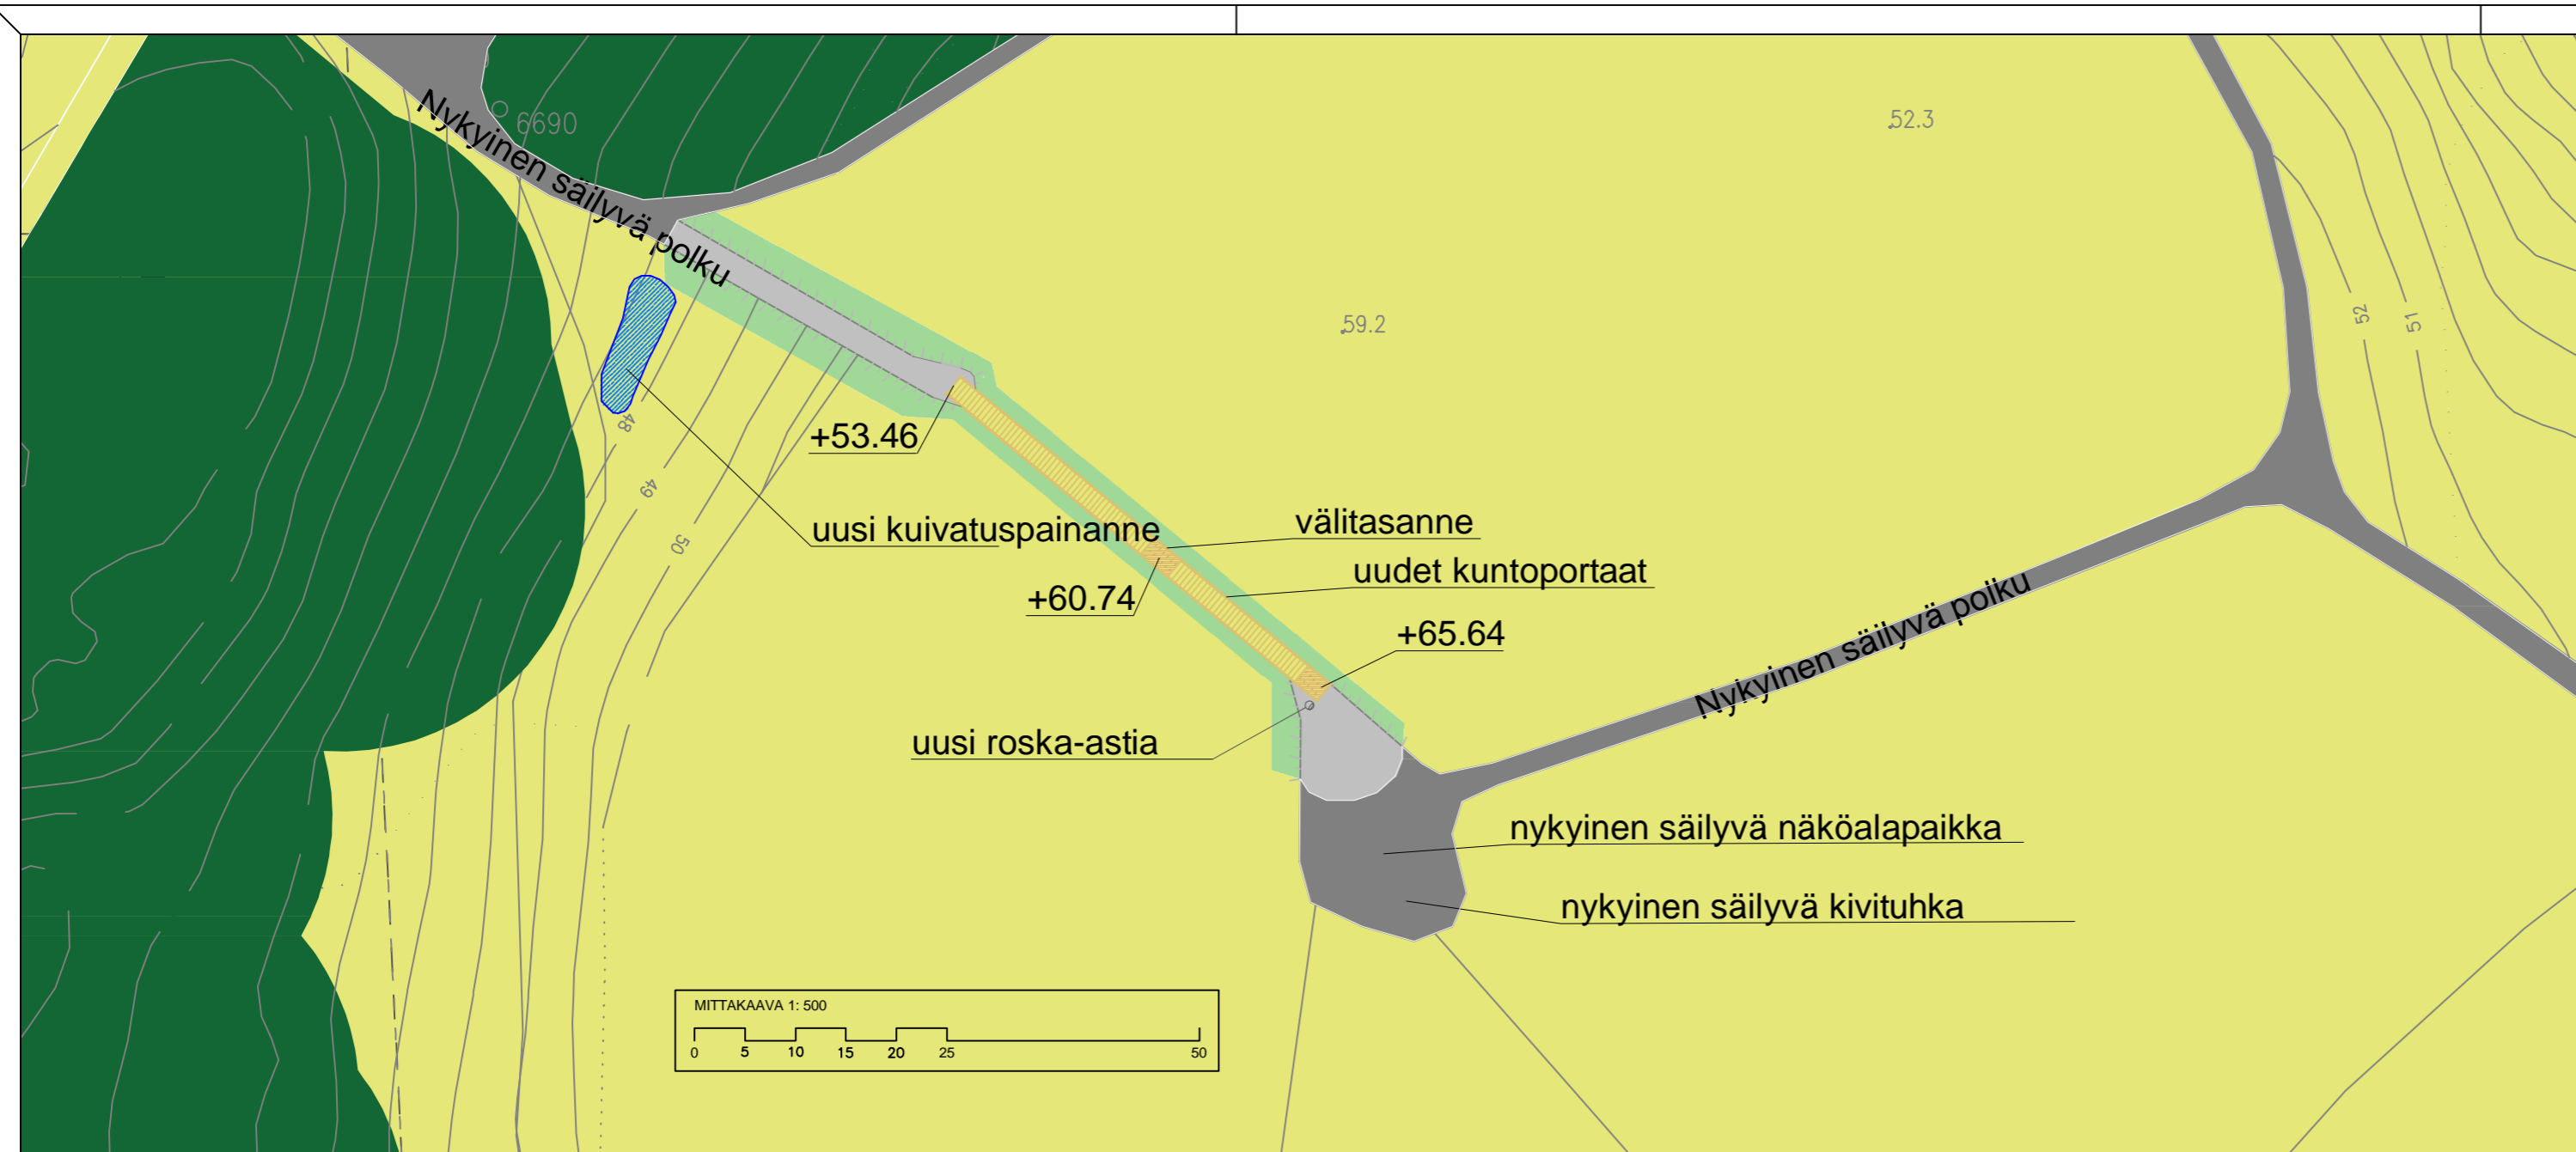 Nykyinen säilyvä polku
6690
52.3
59.2
52
51
+53.46
48
49
50
uusi kuivatuspainanne
välitasanne
uudet kuntoportaat
+60.74
+65.64
Nykyinen säilyvä polku
uusi roska-astia
nykyinen säilyvä näköalapaikka
nykyinen säilyvä kivituhka
MITTAKAAVA 1: 500
0 5 10 15 20 25 50